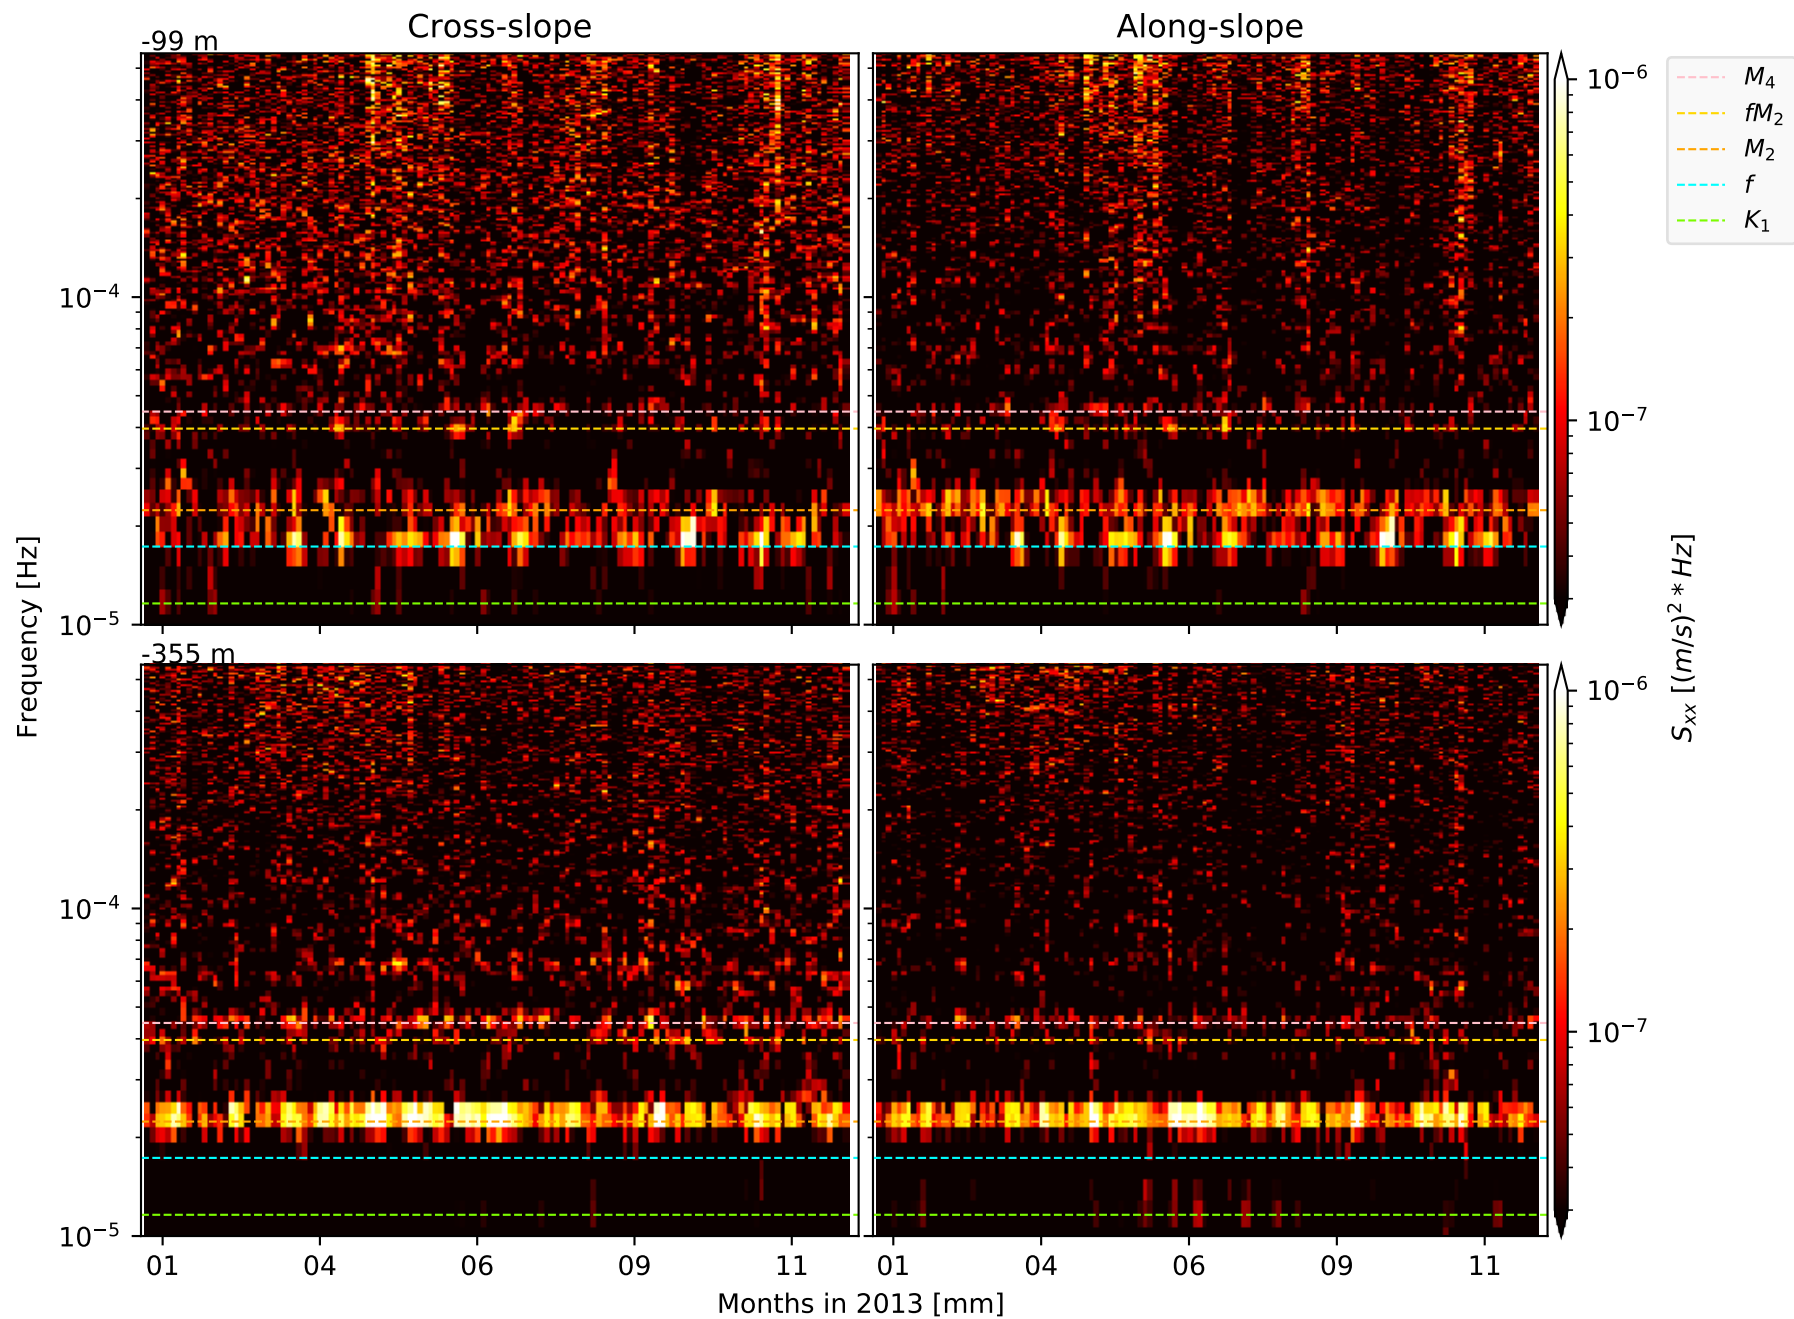 Cross-slope
Along-slope
-99 m
10⁻⁴
10⁻⁵
10⁻⁶
10⁻⁷
M₄
fM₂
M₂
f
K₁
Frequency [Hz]
Sₓₓ [(m/s)² * Hz]
-355 m
10⁻⁴
10⁻⁵
10⁻⁶
10⁻⁷
01 04 06 09 11
01 04 06 09 11
Months in 2013 [mm]